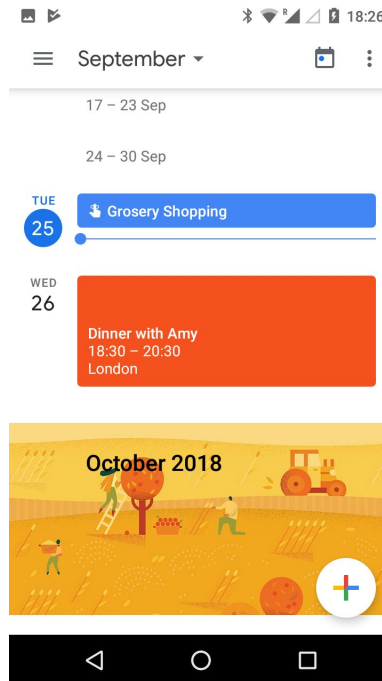 R 18:26
September
17 – 23 Sep
24 – 30 Sep
TUE
25
Grosery Shopping
WED
26
Dinner with Amy
18:30 – 20:30
London
October 2018